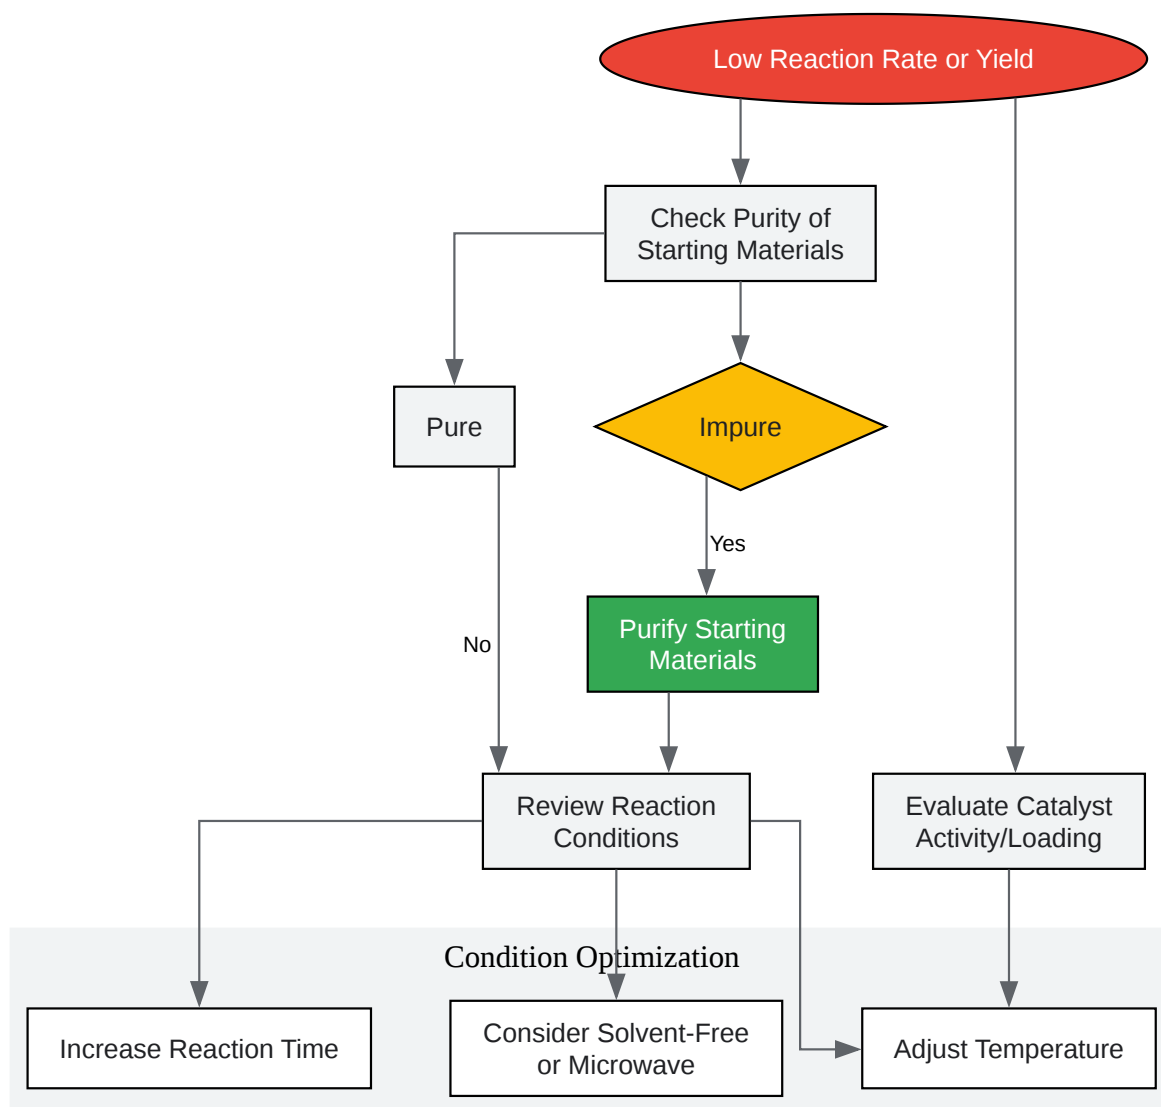 Low Reaction Rate or Yield
Check Purity of
Starting Materials
Pure
Impure
Yes
Purify Starting
Materials
No
Review Reaction
Conditions
Evaluate Catalyst
Activity/Loading
Condition Optimization
Increase Reaction Time
Consider Solvent-Free
or Microwave
Adjust Temperature